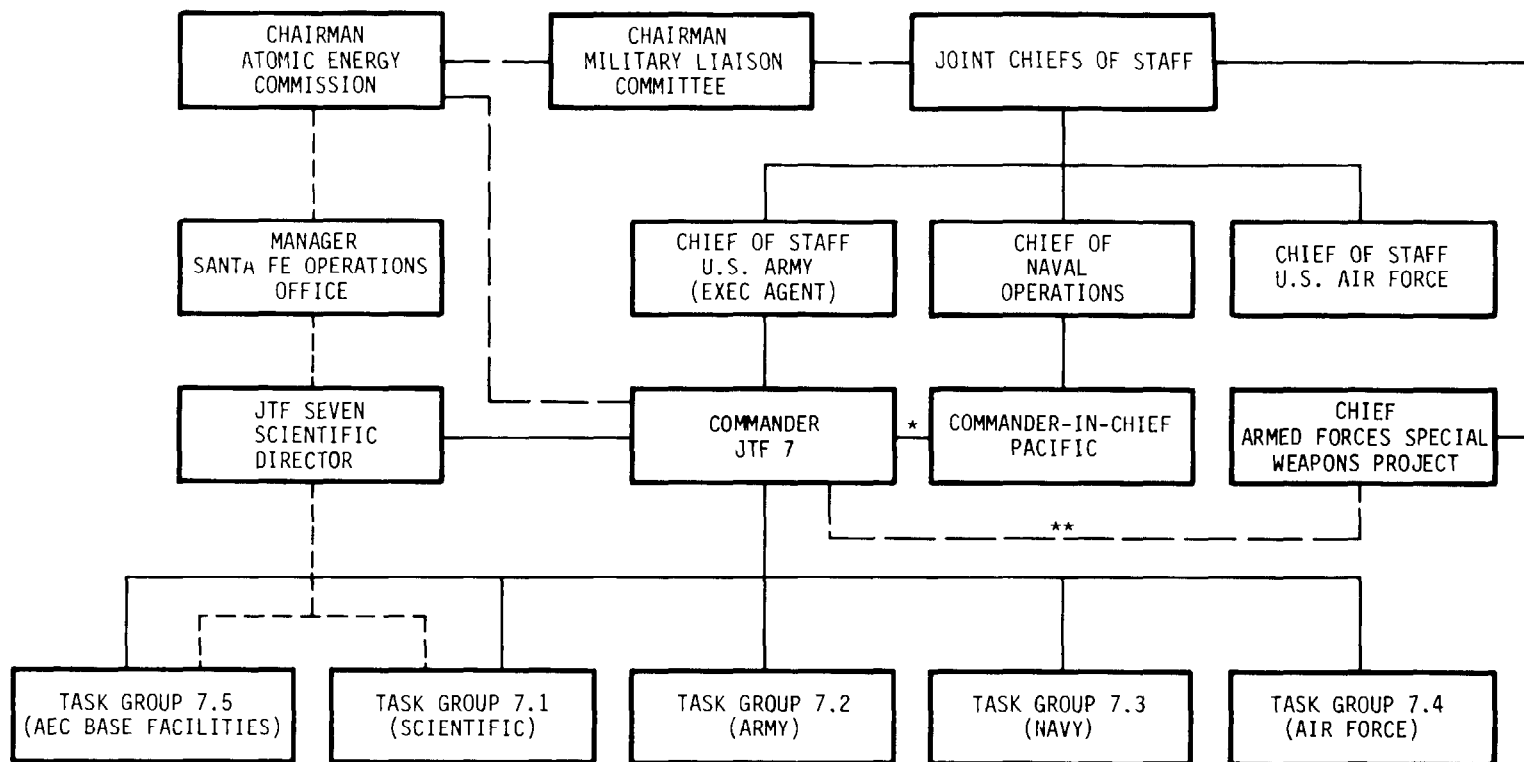 CHAIRMAN
ATOMIC ENERGY
COMMISSION
CHAIRMAN
MILITARY LIAISON
COMMITTEE
JOINT CHIEFS OF STAFF
MANAGER
SANTA FE OPERATIONS
OFFICE
CHIEF OF STAFF
U.S. ARMY
(EXEC AGENT)
CHIEF OF
NAVAL
OPERATIONS
CHIEF OF STAFF
U.S. AIR FORCE
JTF SEVEN
SCIENTIFIC
DIRECTOR
COMMANDER
JTF 7
*
COMMANDER-IN-CHIEF
PACIFIC
CHIEF
ARMED FORCES SPECIAL
WEAPONS PROJECT
**
TASK GROUP 7.5
(AEC BASE FACILITIES)
TASK GROUP 7.1
(SCIENTIFIC)
TASK GROUP 7.2
(ARMY)
TASK GROUP 7.3
(NAVY)
TASK GROUP 7.4
(AIR FORCE)